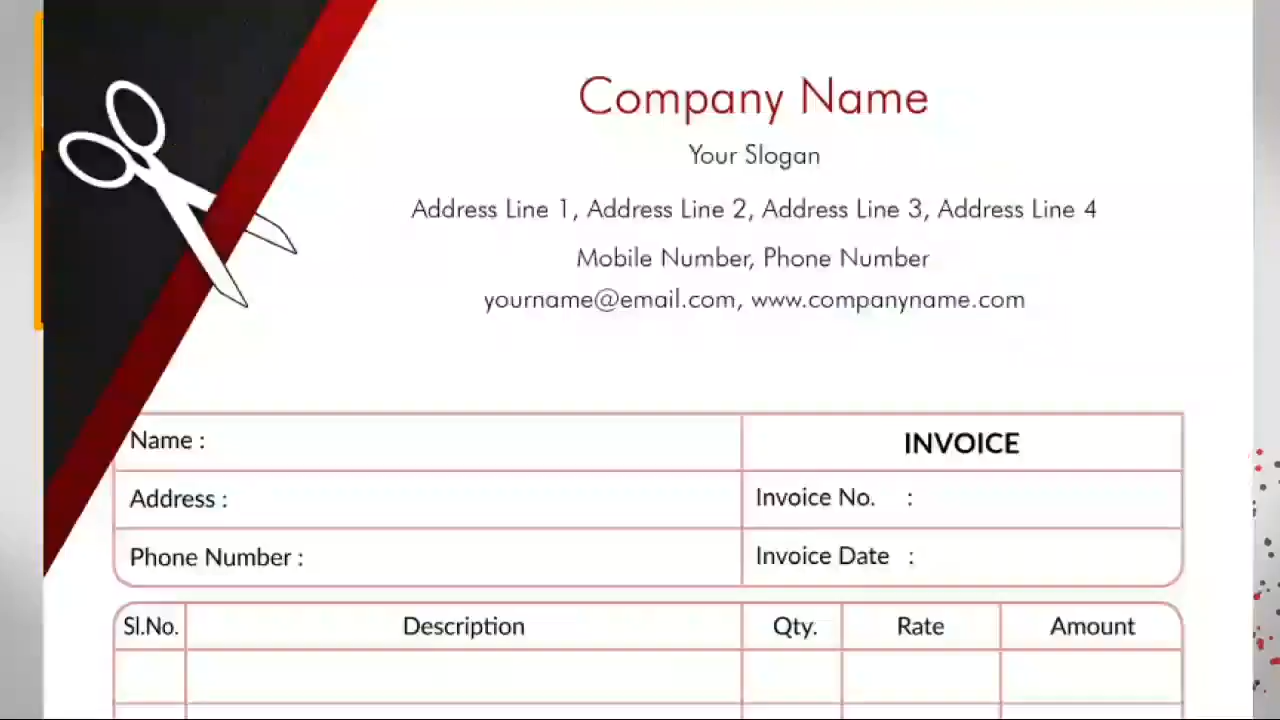 Company Name
Your Slogan
Address Line 1, Address Line 2, Address Line 3, Address Line 4
Mobile Number, Phone Number
yourname@email.com, www.companyname.com
Name :
INVOICE
Address :
Invoice No. :
Phone Number :
Invoice Date :
Sl.No. Description Qty. Rate Amount